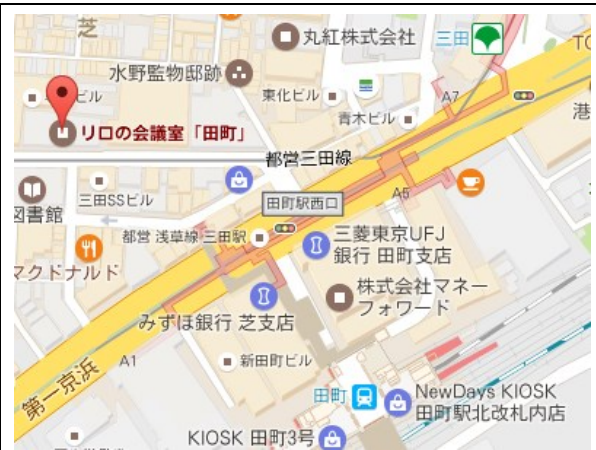 芝
丸紅株式会社
三田
水野監物邸跡
ビル
東化ビル
A7
港
青木ビル
リロの会議室「田町」
都営三田線
三田SSビル
田町駅西口
A5
図書館
都営 浅草線 三田駅
三菱東京UFJ
銀行 田町支店
マクドナルド
株式会社マネー
フォワード
みずほ銀行 芝支店
A1
新田町ビル
第一京浜
田町
NewDays KIOSK
田町駅北改札内店
KIOSK 田町3号